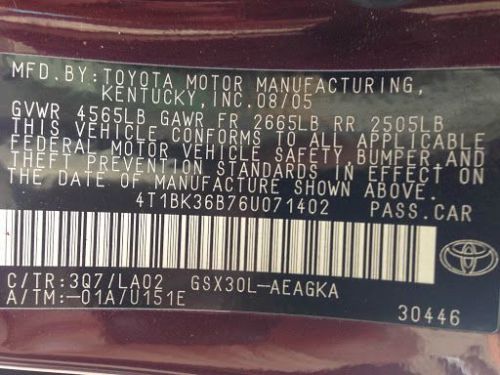 MFD.BY:TOYOTA MOTOR MANUFACTURING,
KENTUCKY,INC.08/05
GVWR 4565LB GAWR FR 2665LB RR 2505LB
THIS VEHICLE CONFORMS TO ALL APPLICABLE
FEDERAL MOTOR VEHICLE SAFETY,BUMPER,AND
THEFT PREVENTION STANDARDS IN EFFECT ON
THE DATE OF MANUFACTURE SHOWN ABOVE.
4T1BK36B76U071402 PASS.CAR
C/TR:3Q7/LA02 GSX30L-AEAGKA
A/TM:-01A/U151E
30446
TOYOTA